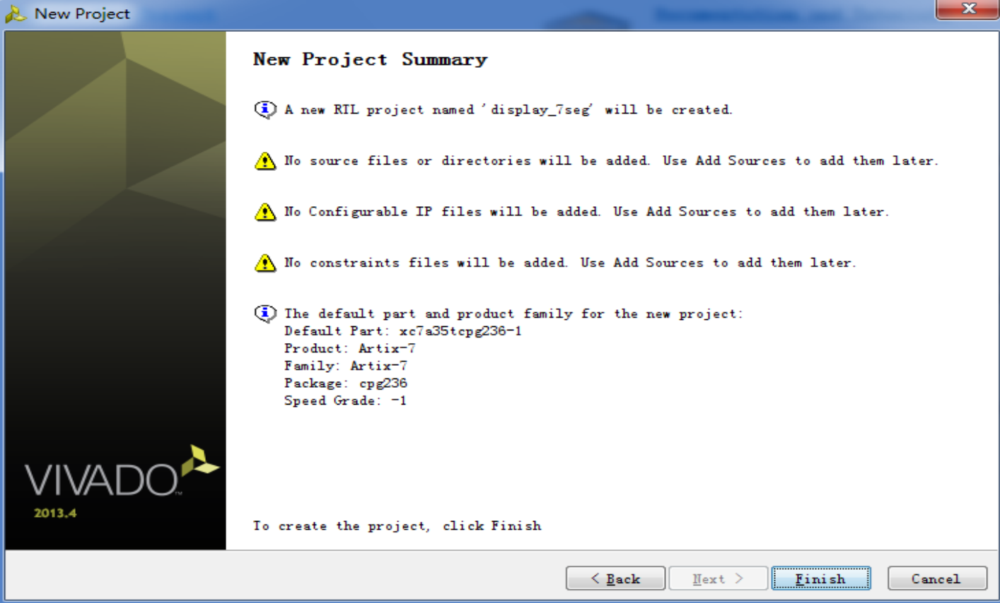 New Project
New Project Summary
A new RTL project named 'display_7seg' will be created.
No source files or directories will be added. Use Add Sources to add them later.
No Configurable IP files will be added. Use Add Sources to add them later.
No constraints files will be added. Use Add Sources to add them later.
The default part and product family for the new project:
Default Part: xc7a35tcpg236-1
Product: Artix-7
Family: Artix-7
Package: cpg236
Speed Grade: -1
VIVADO™
2013.4
To create the project, click Finish
< Back
Next >
Finish
Cancel